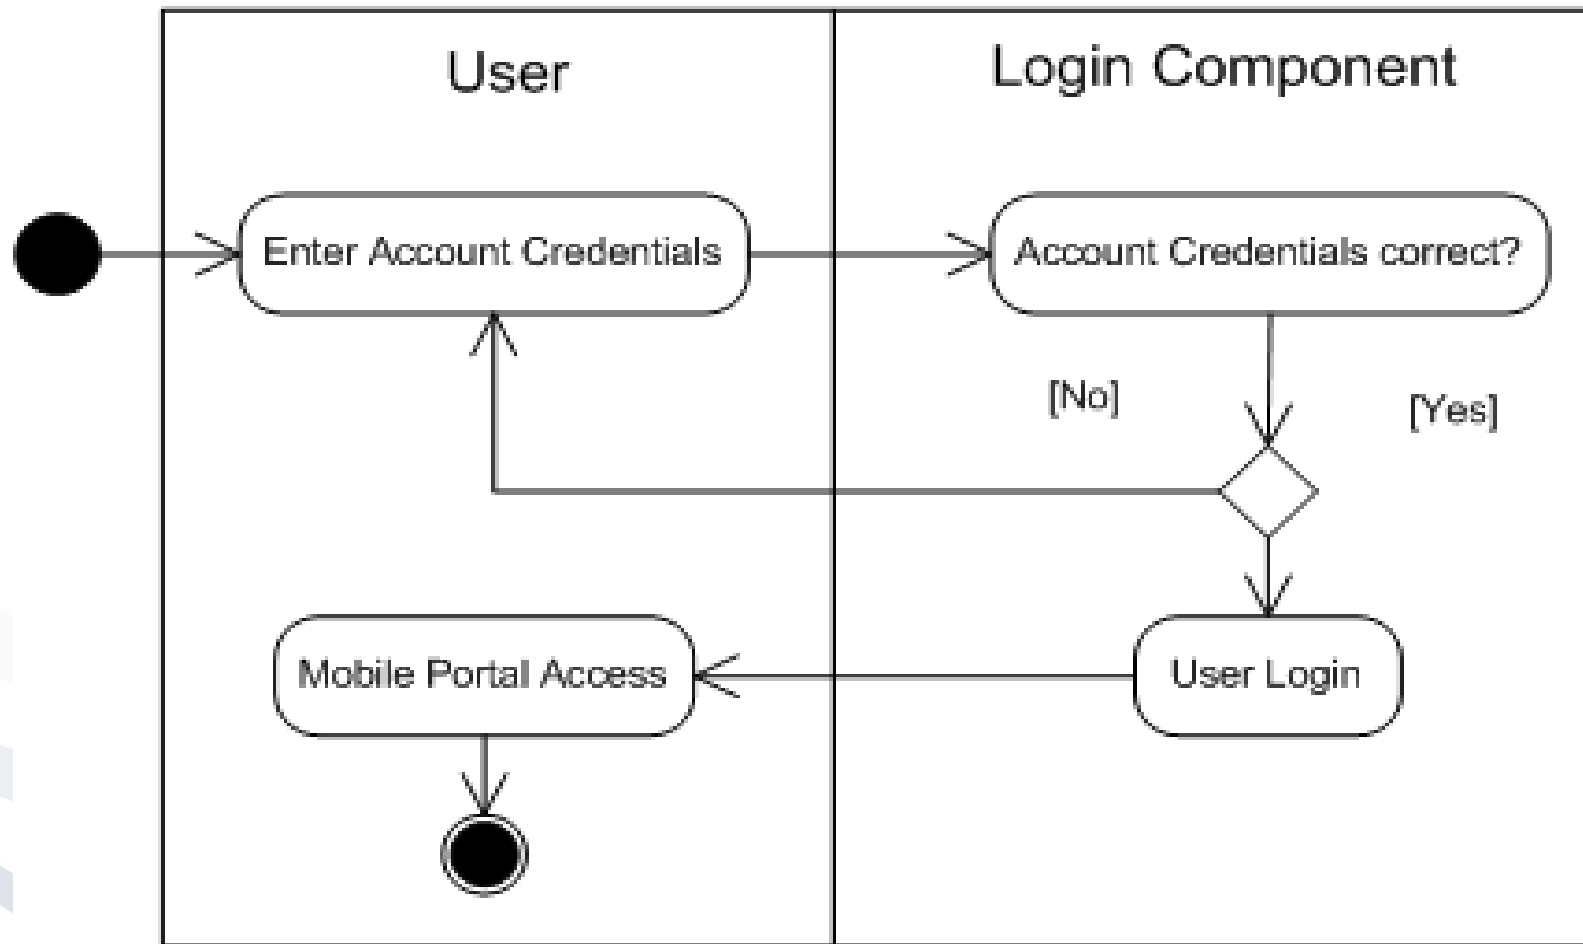 User
Login Component
Enter Account Credentials
Account Credentials correct?
[No]
[Yes]
Mobile Portal Access
User Login